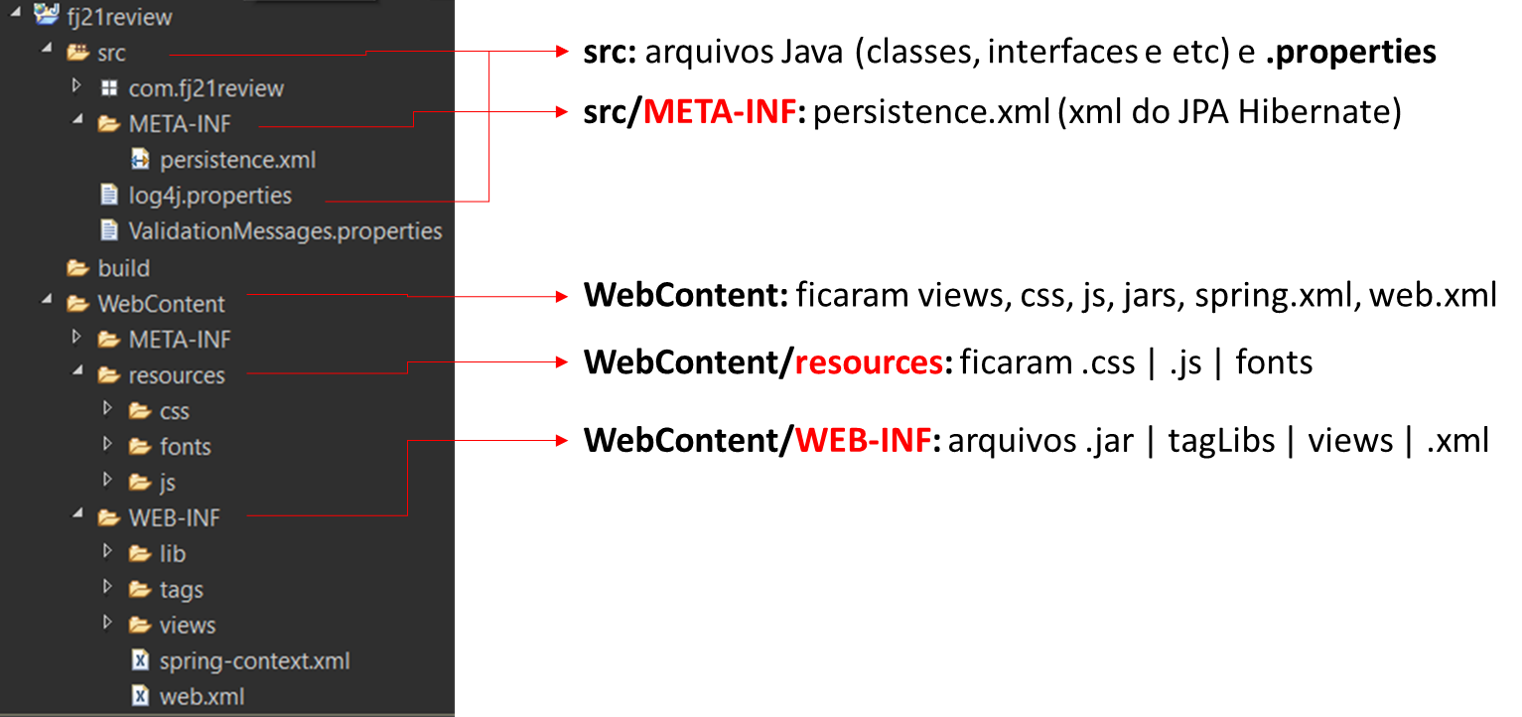 fj21review
src
com.fj21review
META-INF
persistence.xml
log4j.properties
ValidationMessages.properties
build
WebContent
META-INF
resources
css
fonts
js
WEB-INF
lib
tags
views
spring-context.xml
web.xml
src: arquivos Java (classes, interfaces e etc) e .properties
src/META-INF: persistence.xml (xml do JPA Hibernate)
WebContent: ficaram views, css, js, jars, spring.xml, web.xml
WebContent/resources: ficaram .css | .js | fonts
WebContent/WEB-INF: arquivos .jar | tagLibs | views | .xml